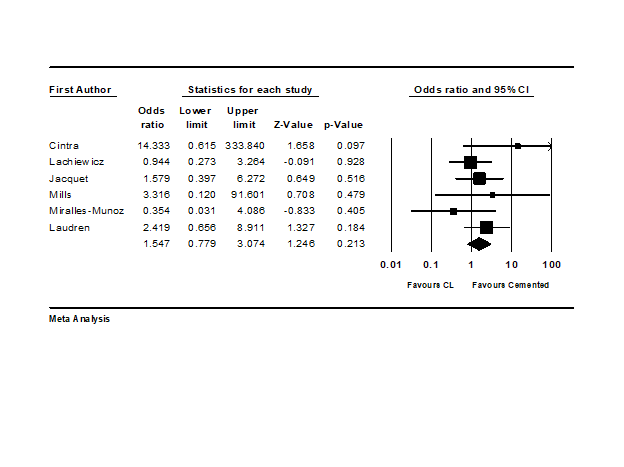 First Author Statistics for each study Odds ratio and 95% CI
Odds Lower Upper
ratio limit limit Z-Value p-Value
Cintra 14.333 0.615 333.840 1.658 0.097
Lachiewicz 0.944 0.273 3.264 -0.091 0.928
Jacquet 1.579 0.397 6.272 0.649 0.516
Mills 3.316 0.120 91.601 0.708 0.479
Miralles-Munoz 0.354 0.031 4.086 -0.833 0.405
Laudren 2.419 0.656 8.911 1.327 0.184
1.547 0.779 3.074 1.246 0.213
0.01 0.1 1 10 100
Favours CL Favours Cemented
Meta Analysis